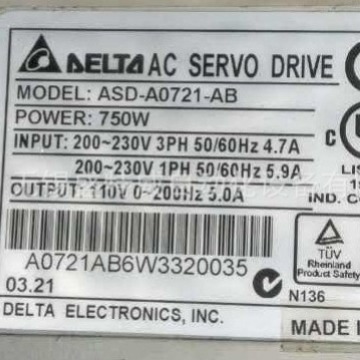 DELTA AC SERVO DRIVE
MODEL: ASD-A0721-AB
POWER: 750W
INPUT: 200~230V 3PH 50/60Hz 4.7A
200~230V 1PH 50/60Hz 5.9A
OUTPUT: 110V 0~200Hz 5.0A
C
LIS
IND. CO
A0721AB6W3320035
03.21
TÜV
Rheinland
Product Safety
N136
DELTA ELECTRONICS, INC.
MADE